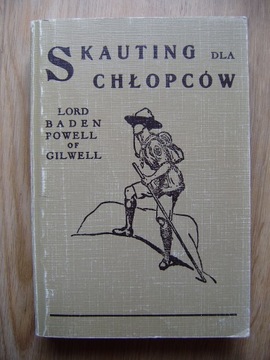 SKAUTING DLA
CHŁOPCÓW
LORD
BADEN
POWELL
OF
GILWELL